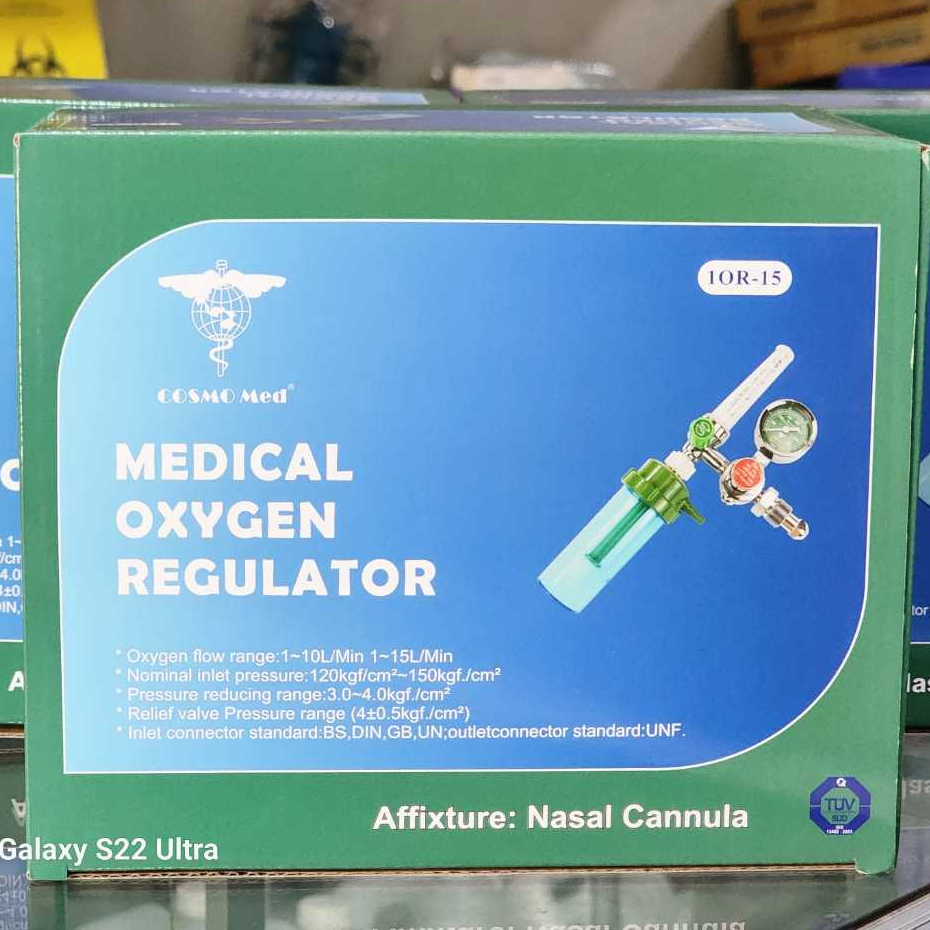 1OR-15
COSMO Med®
MEDICAL
OXYGEN
REGULATOR
* Oxygen flow range:1~10L/Min 1~15L/Min
* Nominal inlet pressure:120kgf/cm²~150kgf./cm²
* Pressure reducing range:3.0~4.0kgf./cm²
* Relief valve Pressure range (4±0.5kgf./cm²)
* Inlet connector standard:BS,DIN,GB,UN;outletconnector standard:UNF.
Affixture: Nasal Cannula
TÜV
SÜD
Galaxy S22 Ultra